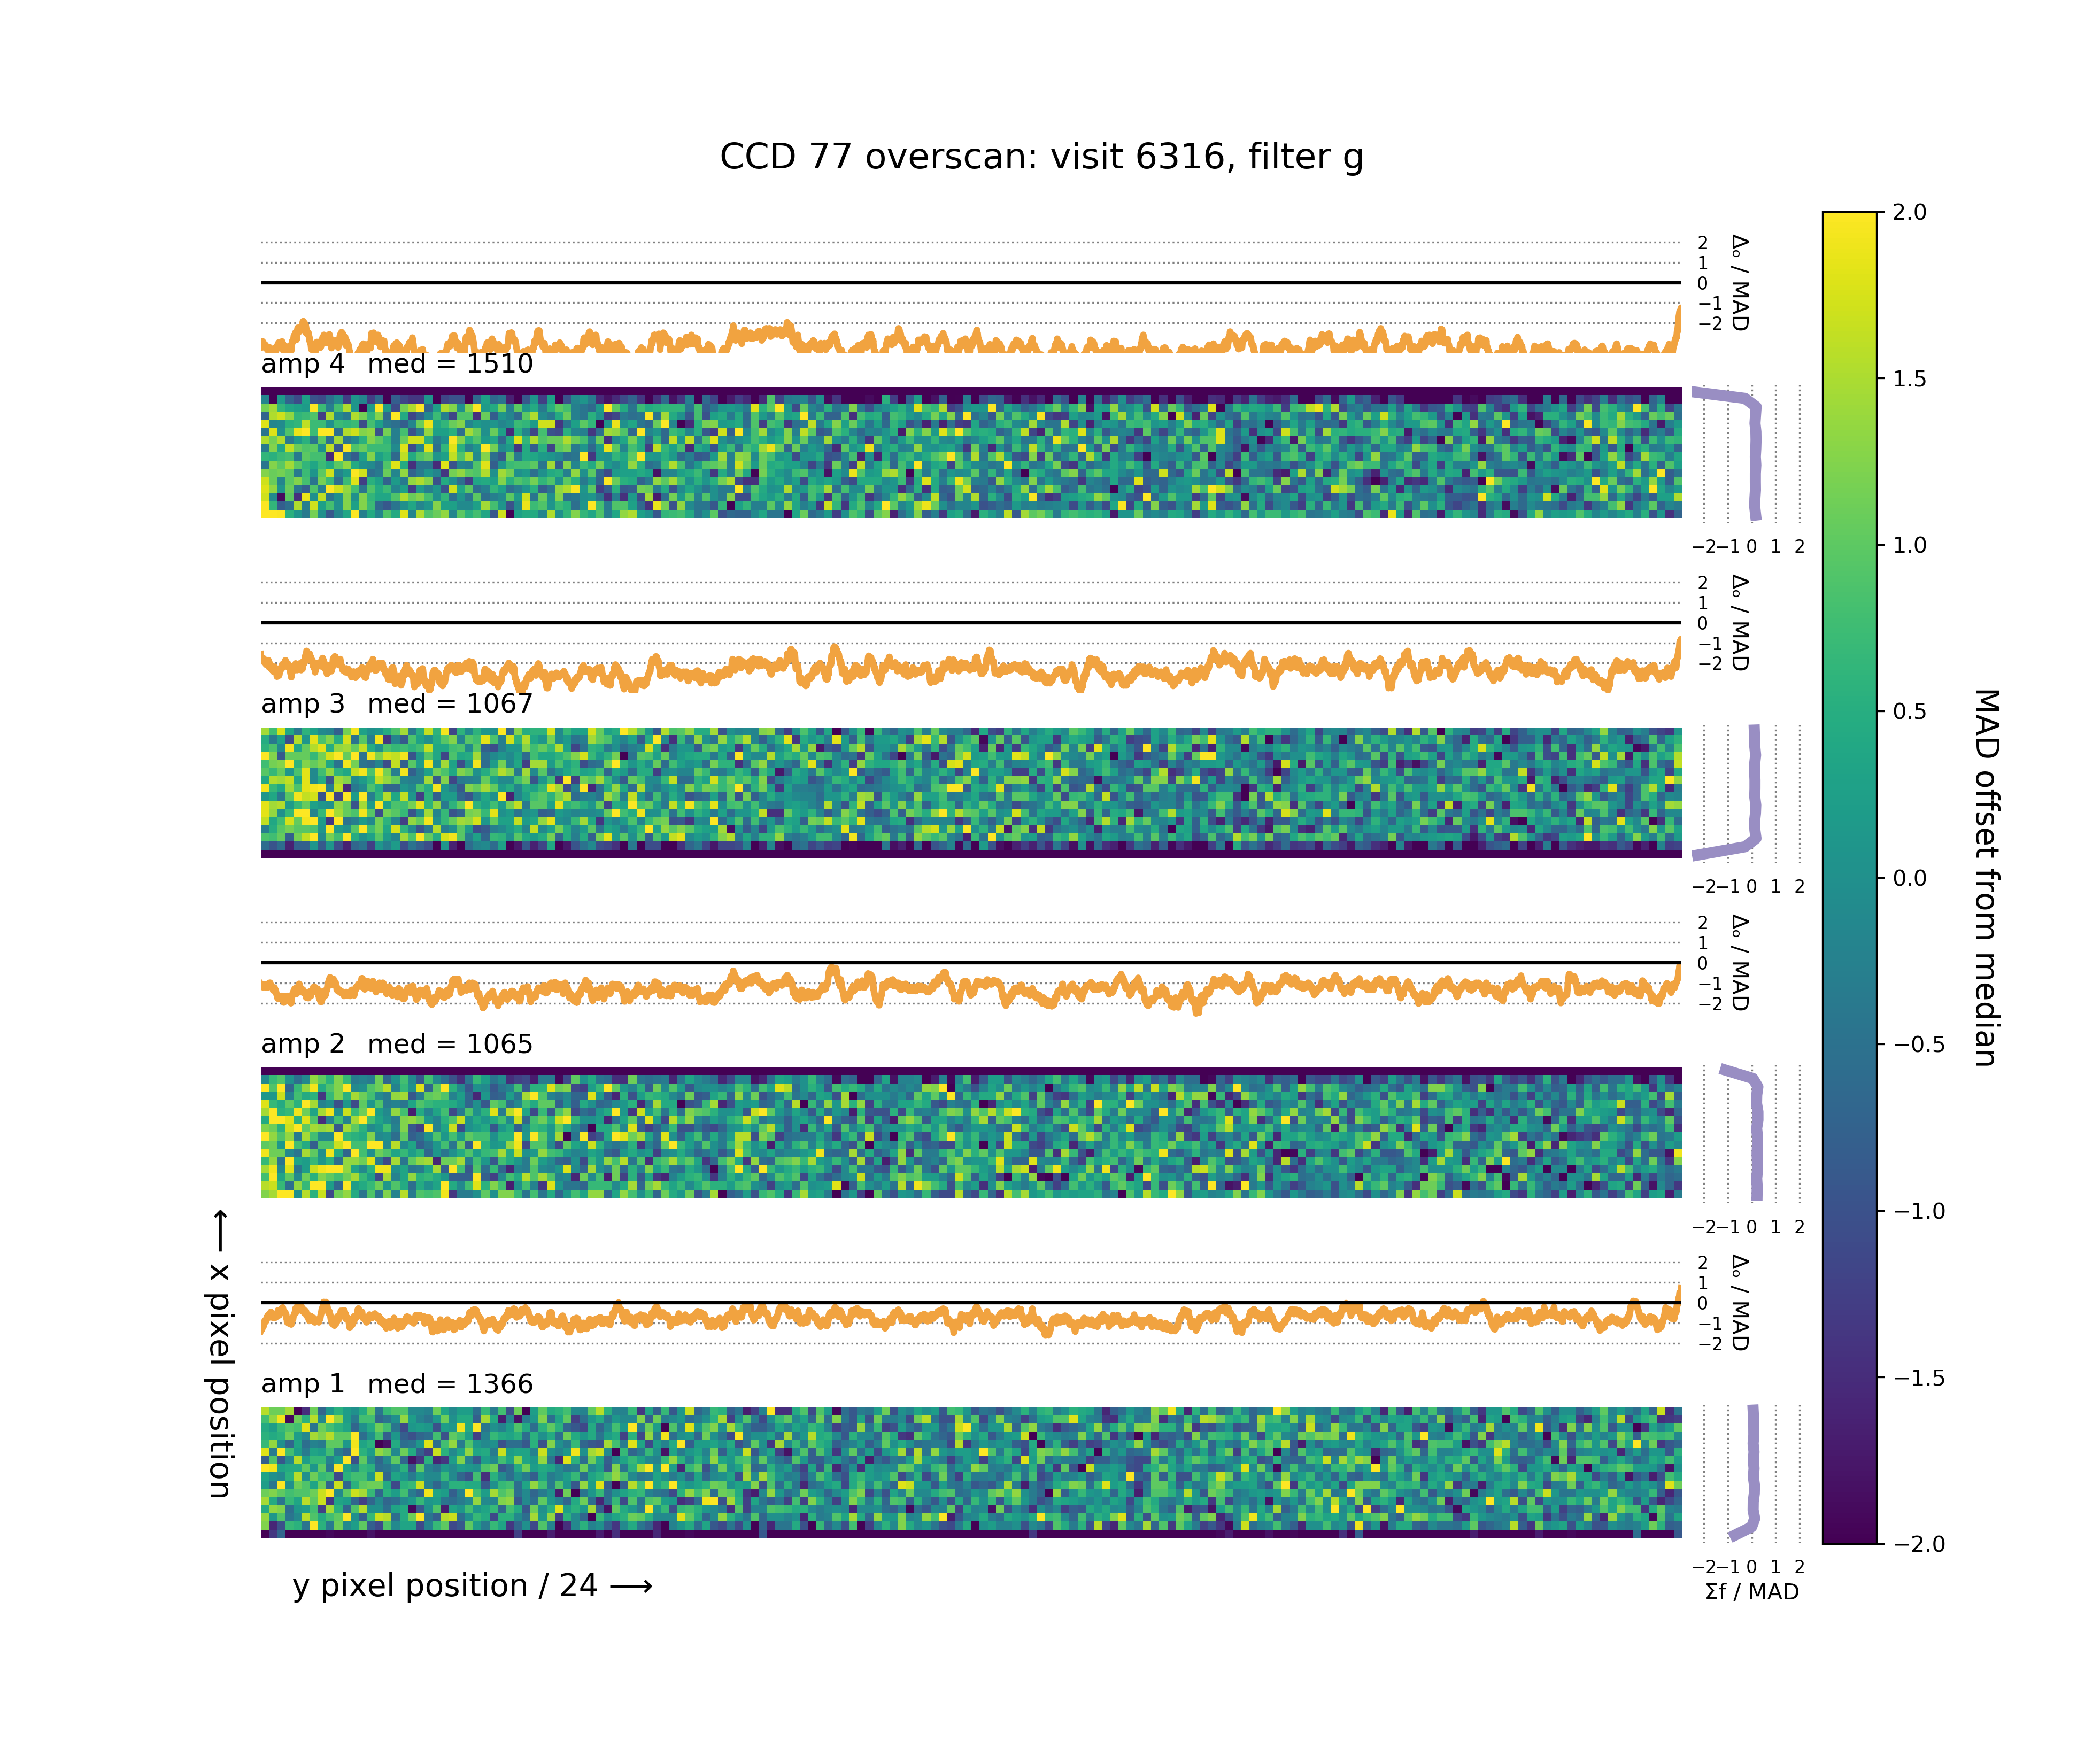 CCD 77 overscan: visit 6316, filter g
2
1
0
−1
−2
Δₒ / MAD
amp 4 med = 1510
−2 −1 0 1 2
2
1
0
−1
−2
Δₒ / MAD
amp 3 med = 1067
−2 −1 0 1 2
2
1
0
−1
−2
Δₒ / MAD
amp 2 med = 1065
−2 −1 0 1 2
2
1
0
−1
−2
Δₒ / MAD
amp 1 med = 1366
−2 −1 0 1 2
Σf / MAD
y pixel position / 24 ⟶
⟵ x pixel position
2.0
1.5
1.0
0.5
0.0
−0.5
−1.0
−1.5
−2.0
MAD offset from median